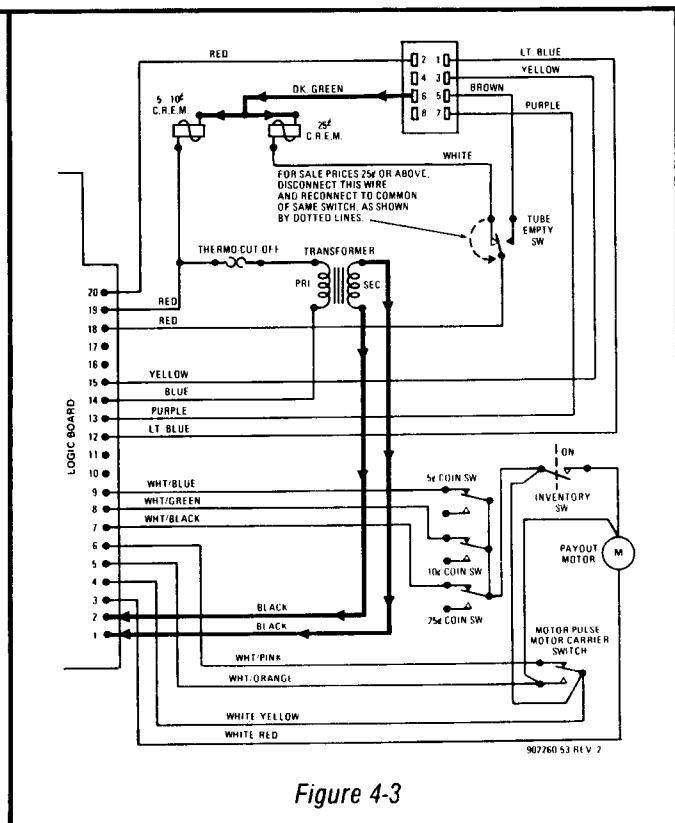 RED
2 1
LT. BLUE
4 3
YELLOW
DK. GREEN
6 5
BROWN
8 7
PURPLE
5 10¢
C.R.E.M.
25¢
C.R.E.M.
WHITE
FOR SALE PRICES 25¢ OR ABOVE,
DISCONNECT THIS WIRE
AND RECONNECT TO COMMON
OF SAME SWITCH, AS SHOWN
BY DOTTED LINES.
TUBE
EMPTY
SW
THERMO-CUT-OFF
TRANSFORMER
PRI
SEC
LOGIC BOARD
20
19
RED
18
RED
17
16
15
YELLOW
14
BLUE
13
PURPLE
12
LT BLUE
11
10
9
WHT/BLUE
8
WHT/GREEN
7
WHT/BLACK
6
5
4
3
2
BLACK
1
BLACK
5¢ COIN SW
10¢ COIN SW
25¢ COIN SW
ON
INVENTORY
SW
PAYOUT
MOTOR
M
MOTOR PULSE
MOTOR CARRIER
SWITCH
WHT/PINK
WHT/ORANGE
WHITE YELLOW
WHITE RED
907260 53 REV 2
Figure 4-3